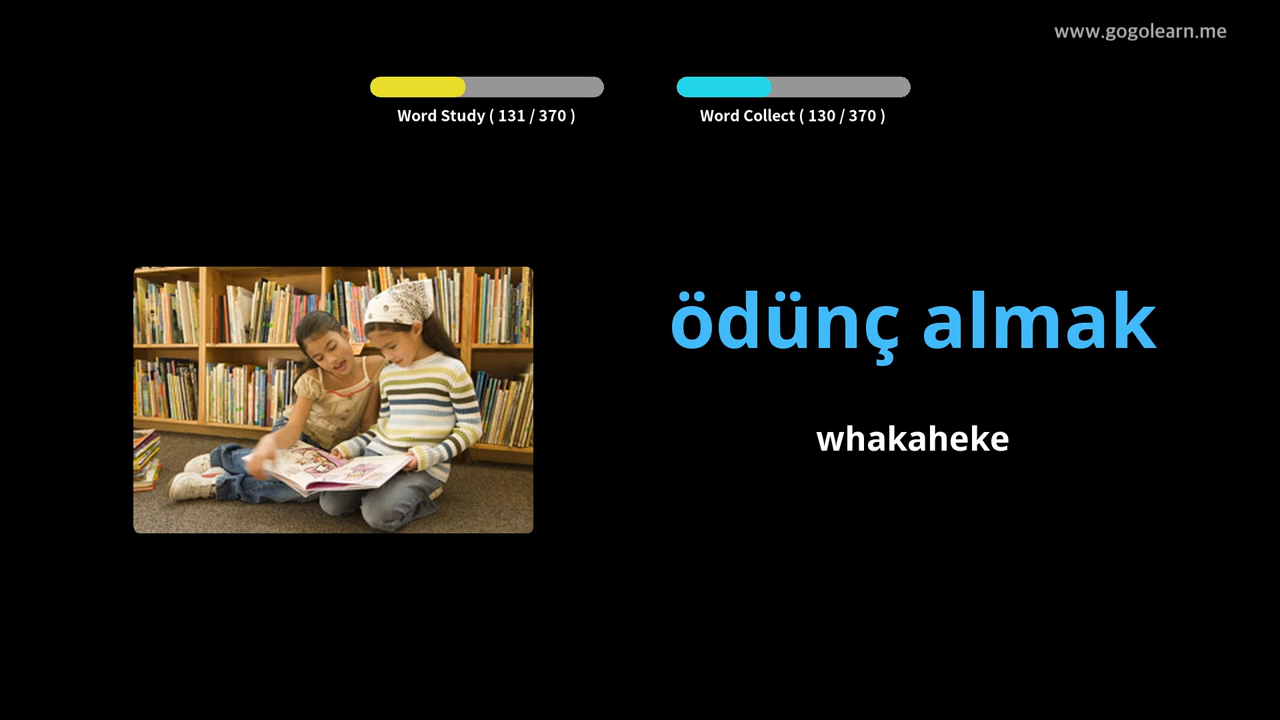 www.gogolearn.me
Word Study ( 131 / 370 )
Word Collect ( 130 / 370 )
ödünç almak
whakaheke